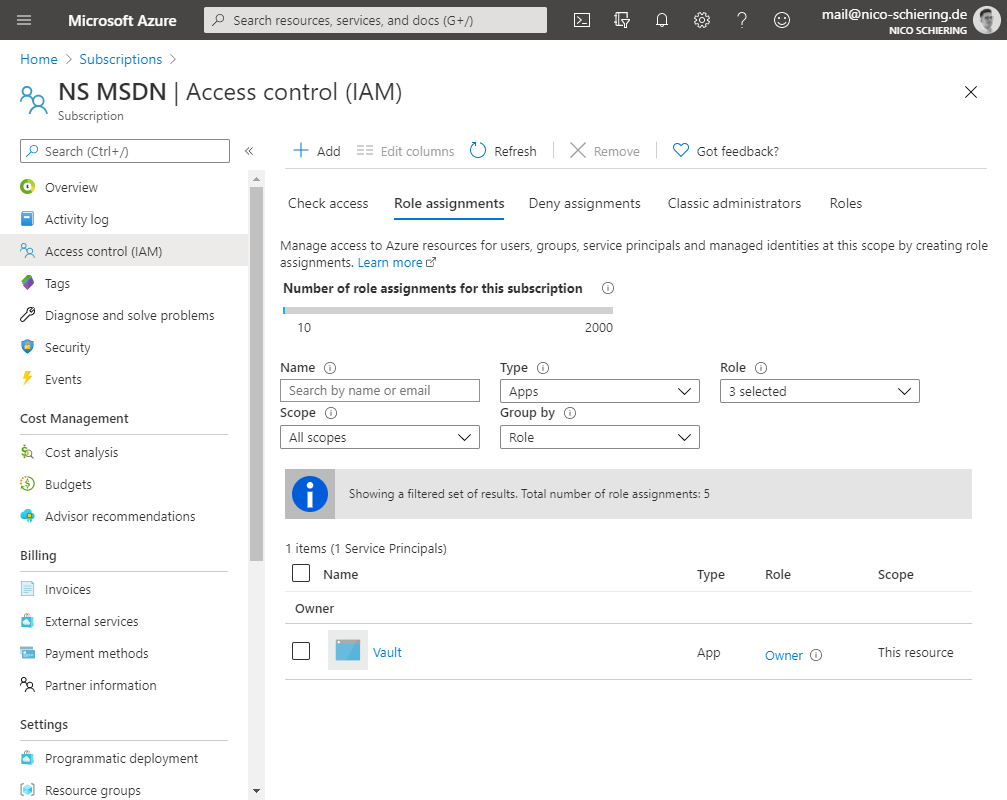 Microsoft Azure
Search resources, services, and docs (G+/)
mail@nico-schiering.de
NICO SCHIERING
Home > Subscriptions >
NS MSDN | Access control (IAM)
Subscription
Search (Ctrl+/)
«
Overview
Activity log
Access control (IAM)
Tags
Diagnose and solve problems
Security
Events
Cost Management
Cost analysis
Budgets
Advisor recommendations
Billing
Invoices
External services
Payment methods
Partner information
Settings
Programmatic deployment
Resource groups
Add
Edit columns
Refresh
Remove
Got feedback?
Check access
Role assignments
Deny assignments
Classic administrators
Roles
Manage access to Azure resources for users, groups, service principals and managed identities at this scope by creating role
assignments. Learn more
Number of role assignments for this subscription
10
2000
Name
Search by name or email
Type
Apps
Role
3 selected
Scope
All scopes
Group by
Role
Showing a filtered set of results. Total number of role assignments: 5
1 items (1 Service Principals)
Name Type Role Scope
Owner
Vault App Owner This resource